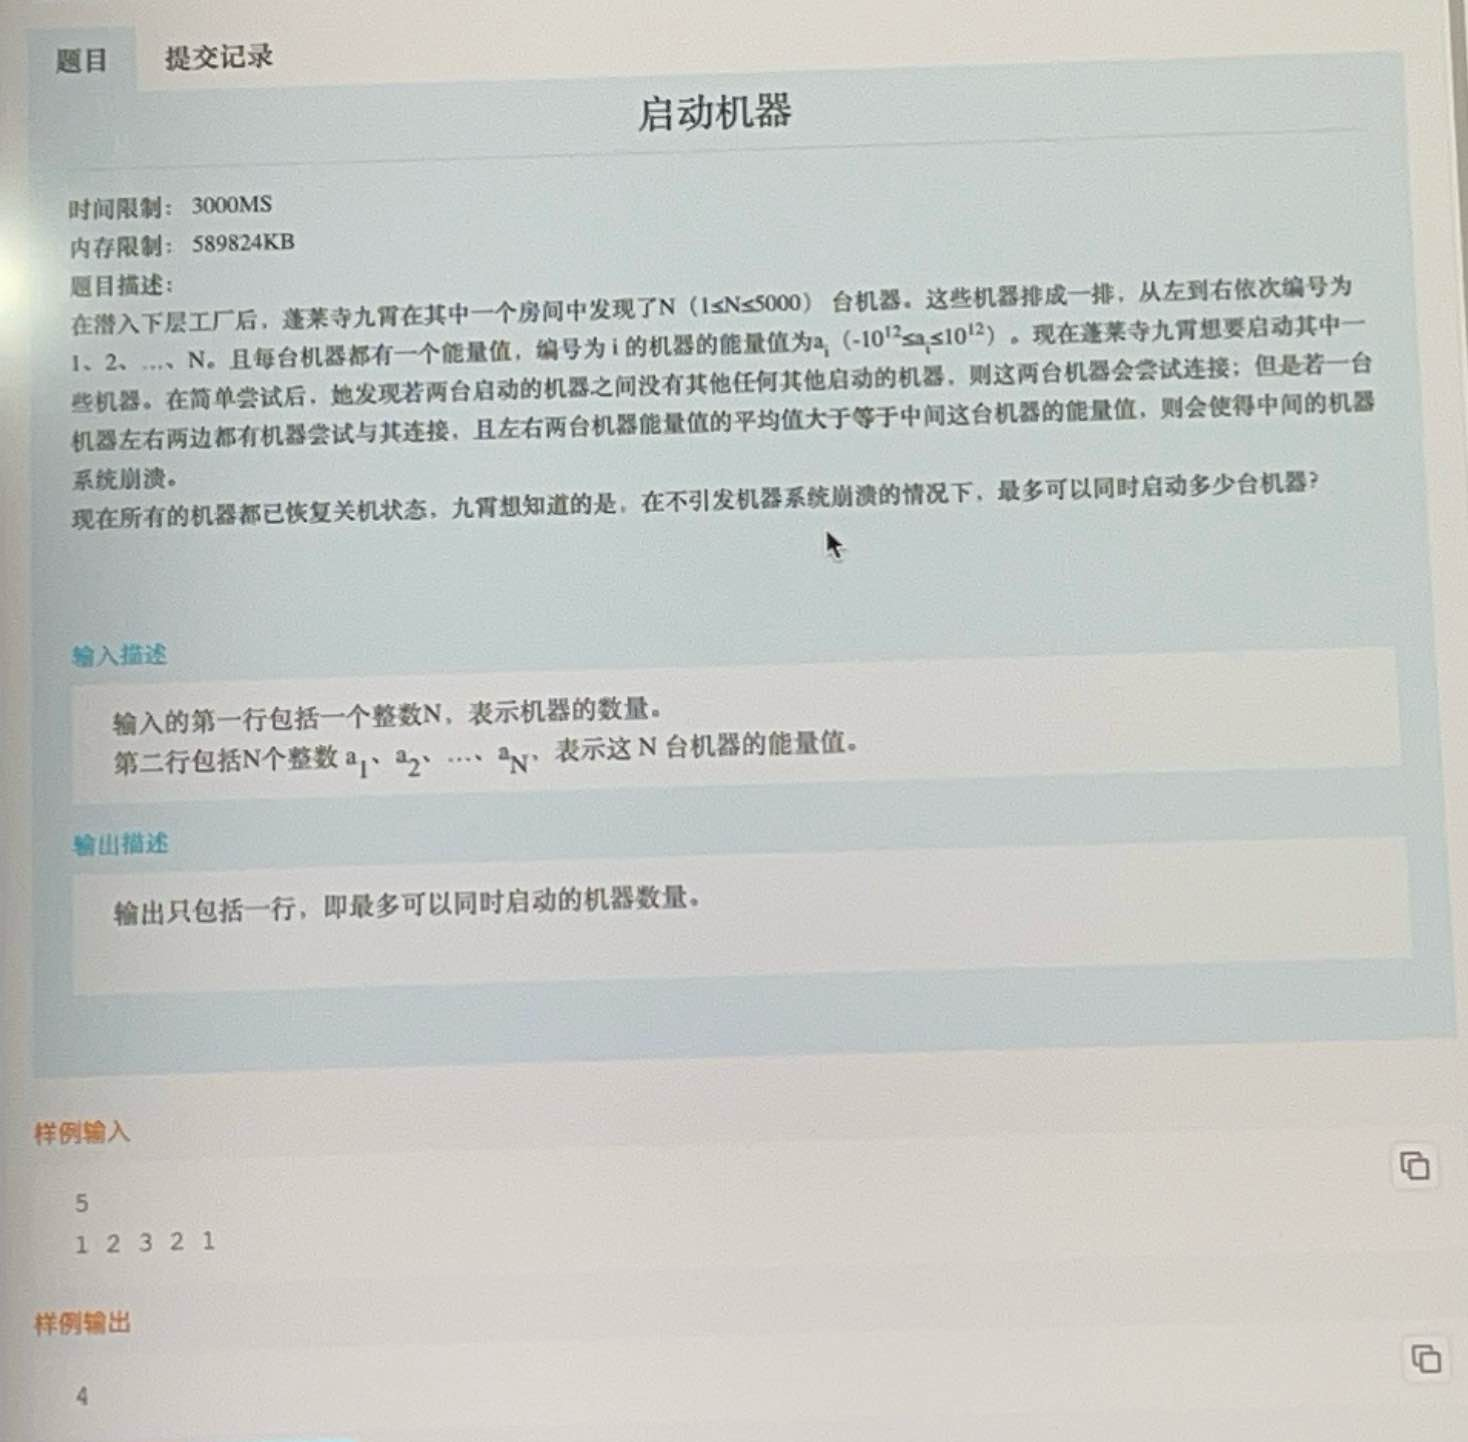 题目 提交记录
启动机器
时间限制： 3000MS
内存限制： 589824KB
题目描述：
在潜入下层工厂后，蓬莱寺九霄在其中一个房间中发现了N（1≤N≤5000） 台机器。这些机器排成一排，从左到右依次编号为
1、2、…、N。且每台机器都有一个能量值，编号为 i 的机器的能量值为aᵢ（-10¹²≤aᵢ≤10¹²）。现在蓬莱寺九霄想要启动其中一
些机器。在简单尝试后，她发现若两台启动的机器之间没有其他任何其他启动的机器，则这两台机器会尝试连接；但是若一台
机器左右两边都有机器尝试与其连接，且左右两台机器能量值的平均值大于等于中间这台机器的能量值，则会使得中间的机器
系统崩溃。
现在所有的机器都已恢复关机状态，九霄想知道的是，在不引发机器系统崩溃的情况下，最多可以同时启动多少台机器？
输入描述
输入的第一行包括一个整数N，表示机器的数量。
第二行包括N个整数 a₁、a₂、…、a_N，表示这 N 台机器的能量值。
输出描述
输出只包括一行，即最多可以同时启动的机器数量。
样例输入
5
1 2 3 2 1
样例输出
4